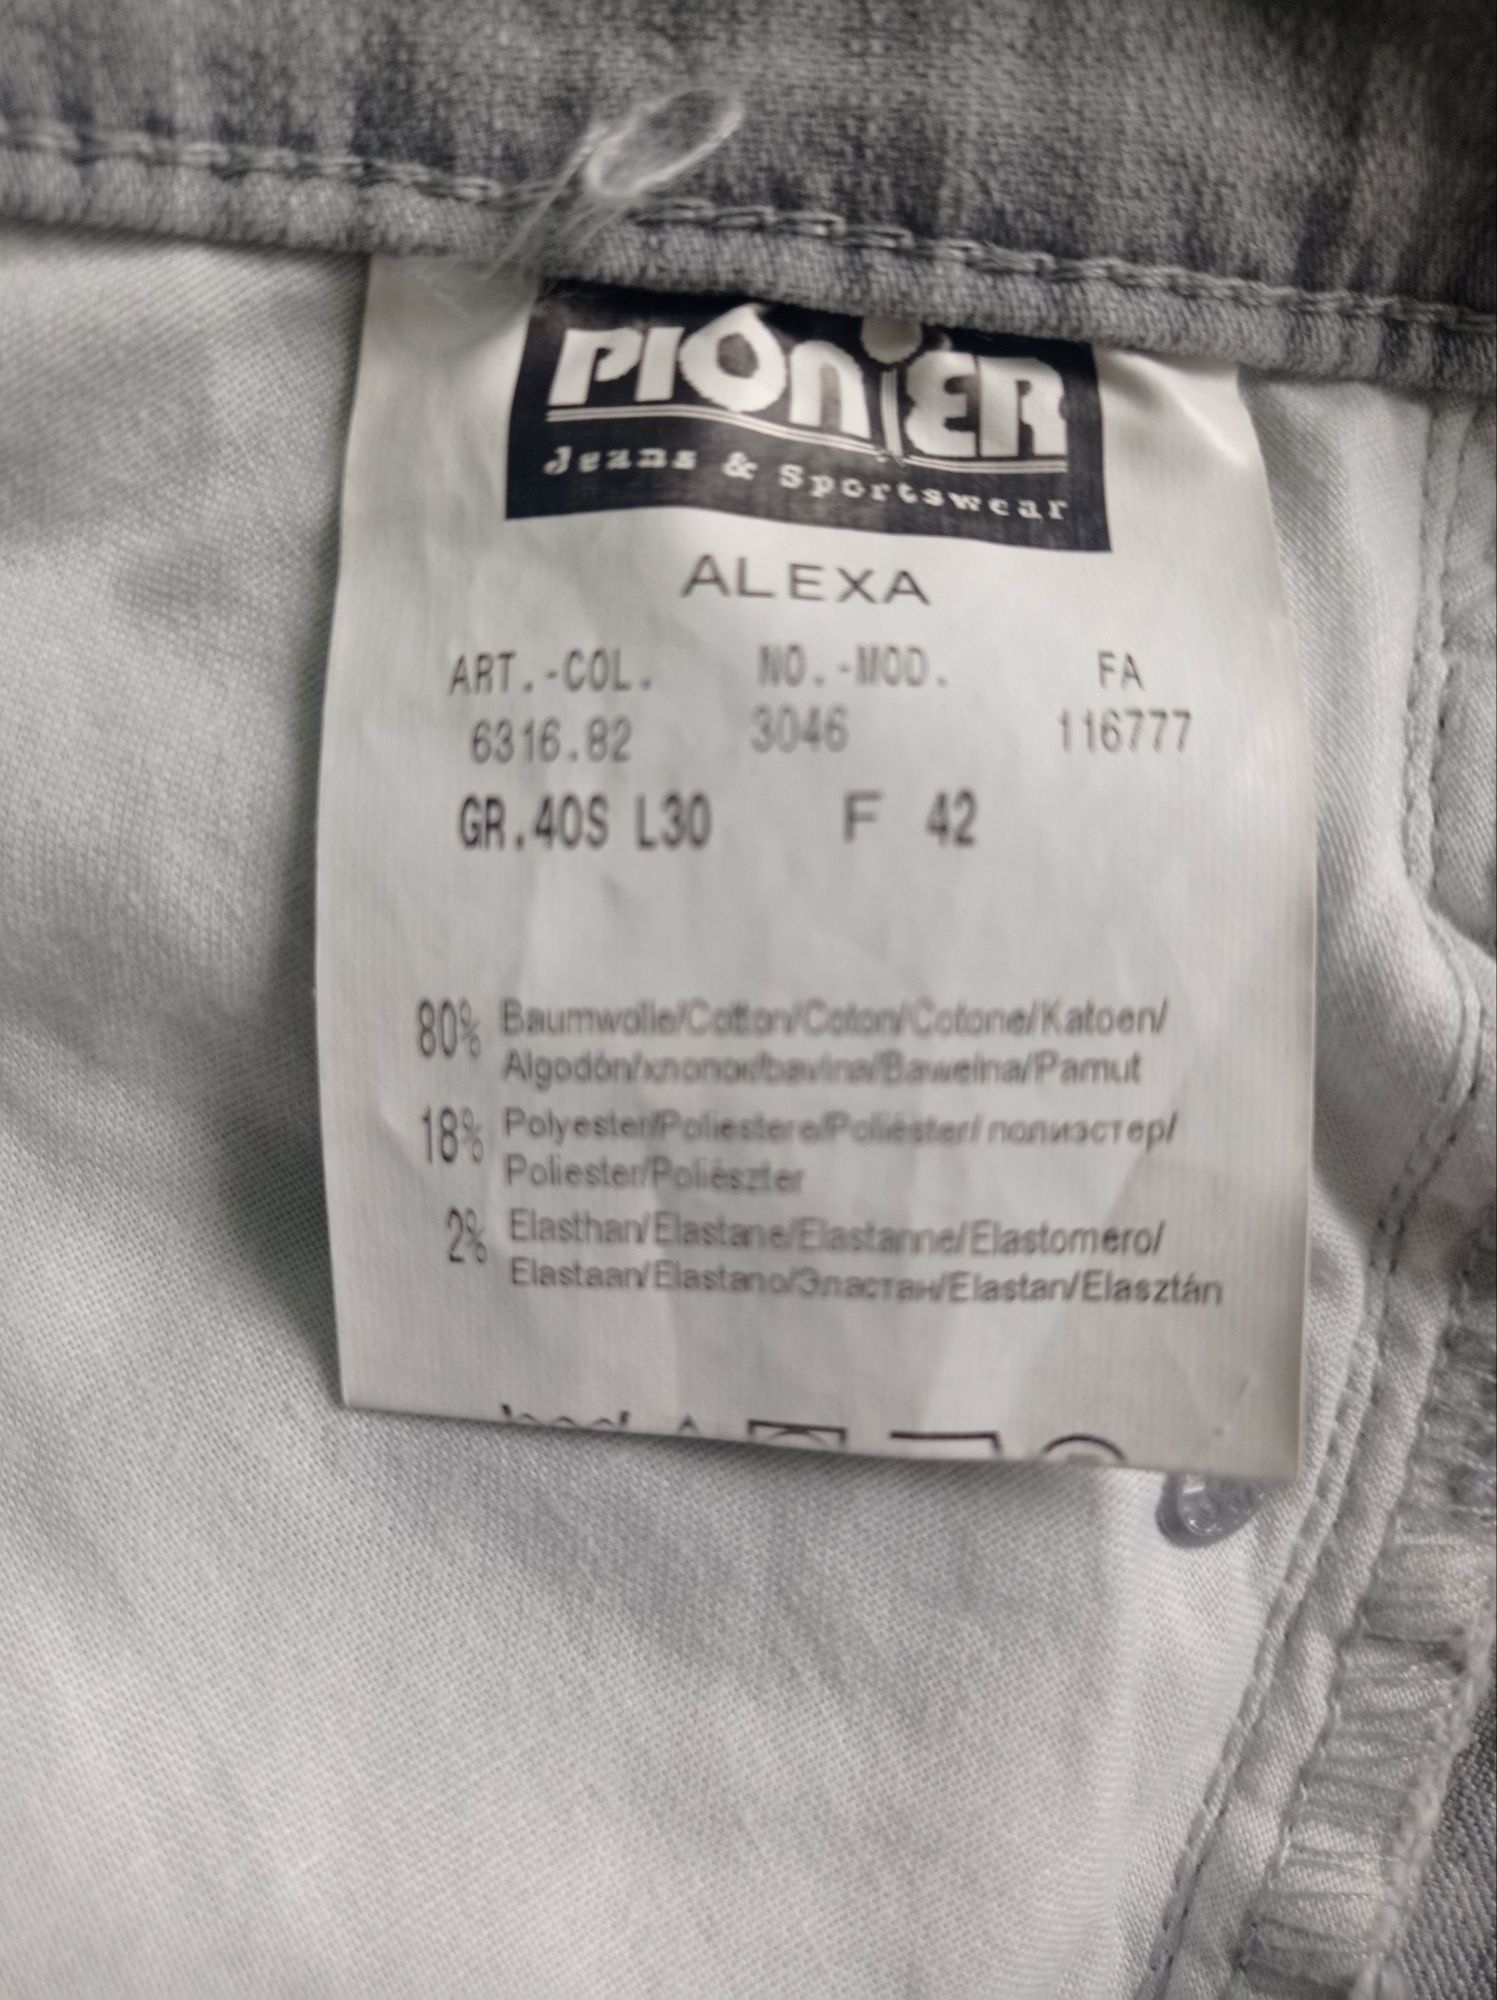 PIONIER
Jeans & Sportswear
ALEXA
ART.-COL. NO.-MOD. FA
6316.82 3046 116777
GR.40S L30 F 42
80% Baumwolle/Cotton/Coton/Cotone/Katoen/
Algodón/хлопок/bavlna/Bawełna/Pamut
18% Polyester/Poliestere/Poliéster/полиэстер/
Poliester/Poliészter
2% Elasthan/Elastane/Elastanne/Elastomero/
Elastaan/Elastano/Эластан/Elastan/Elasztán